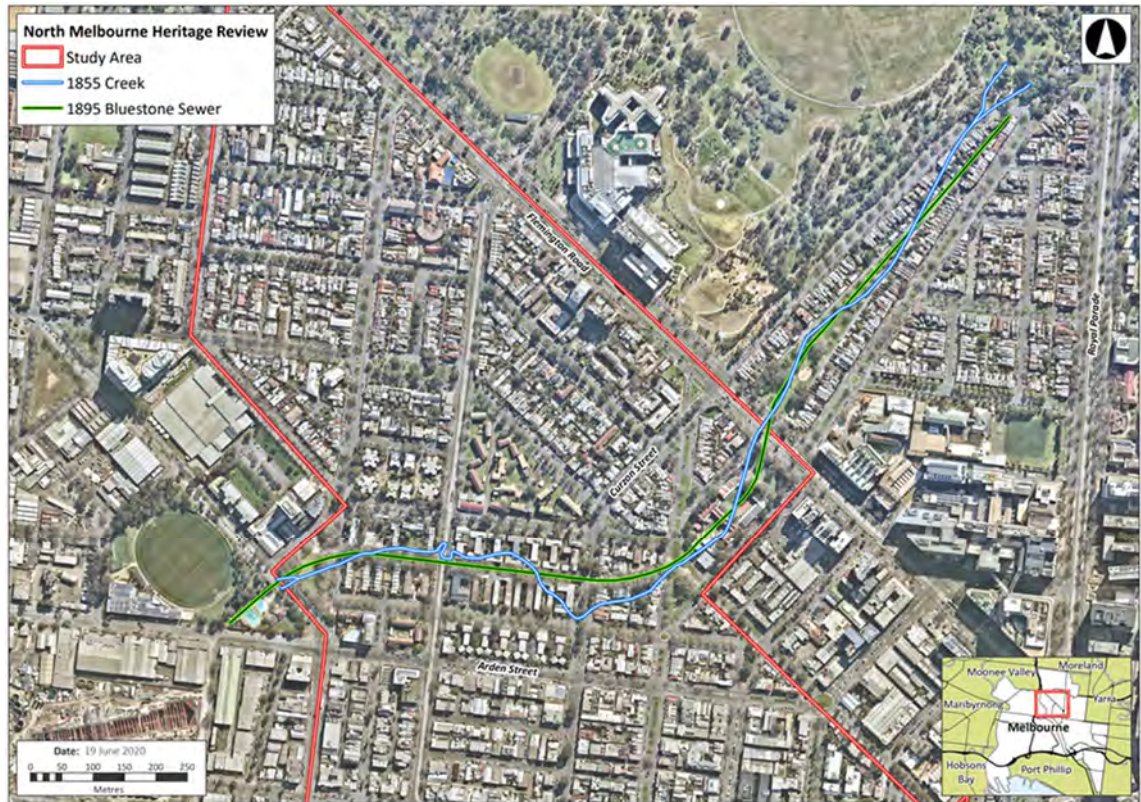 North Melbourne Heritage Review
Study Area
1855 Creek
1895 Bluestone Sewer
Flemington Road
Royal Parade
Curzon Street
Arden Street
Date: 19 June 2020
0 50 100 150 200 250
Metres
Moonee Valley
Moreland
Maribyrnong
Yarra
Melbourne
Hobsons
Bay
Port Phillip